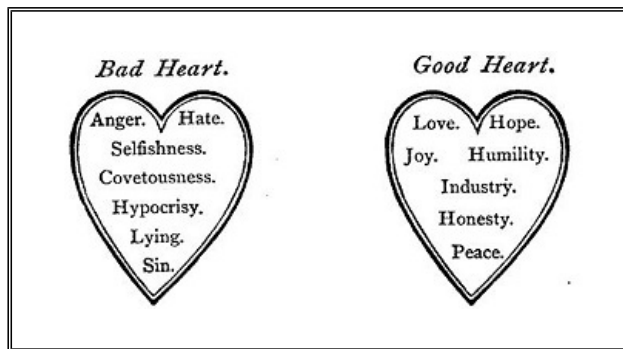 Bad Heart.
Anger. Hate.
Selfishness.
Covetousness.
Hypocrisy.
Lying.
Sin.
Good Heart.
Love. Hope.
Joy. Humility.
Industry.
Honesty.
Peace.